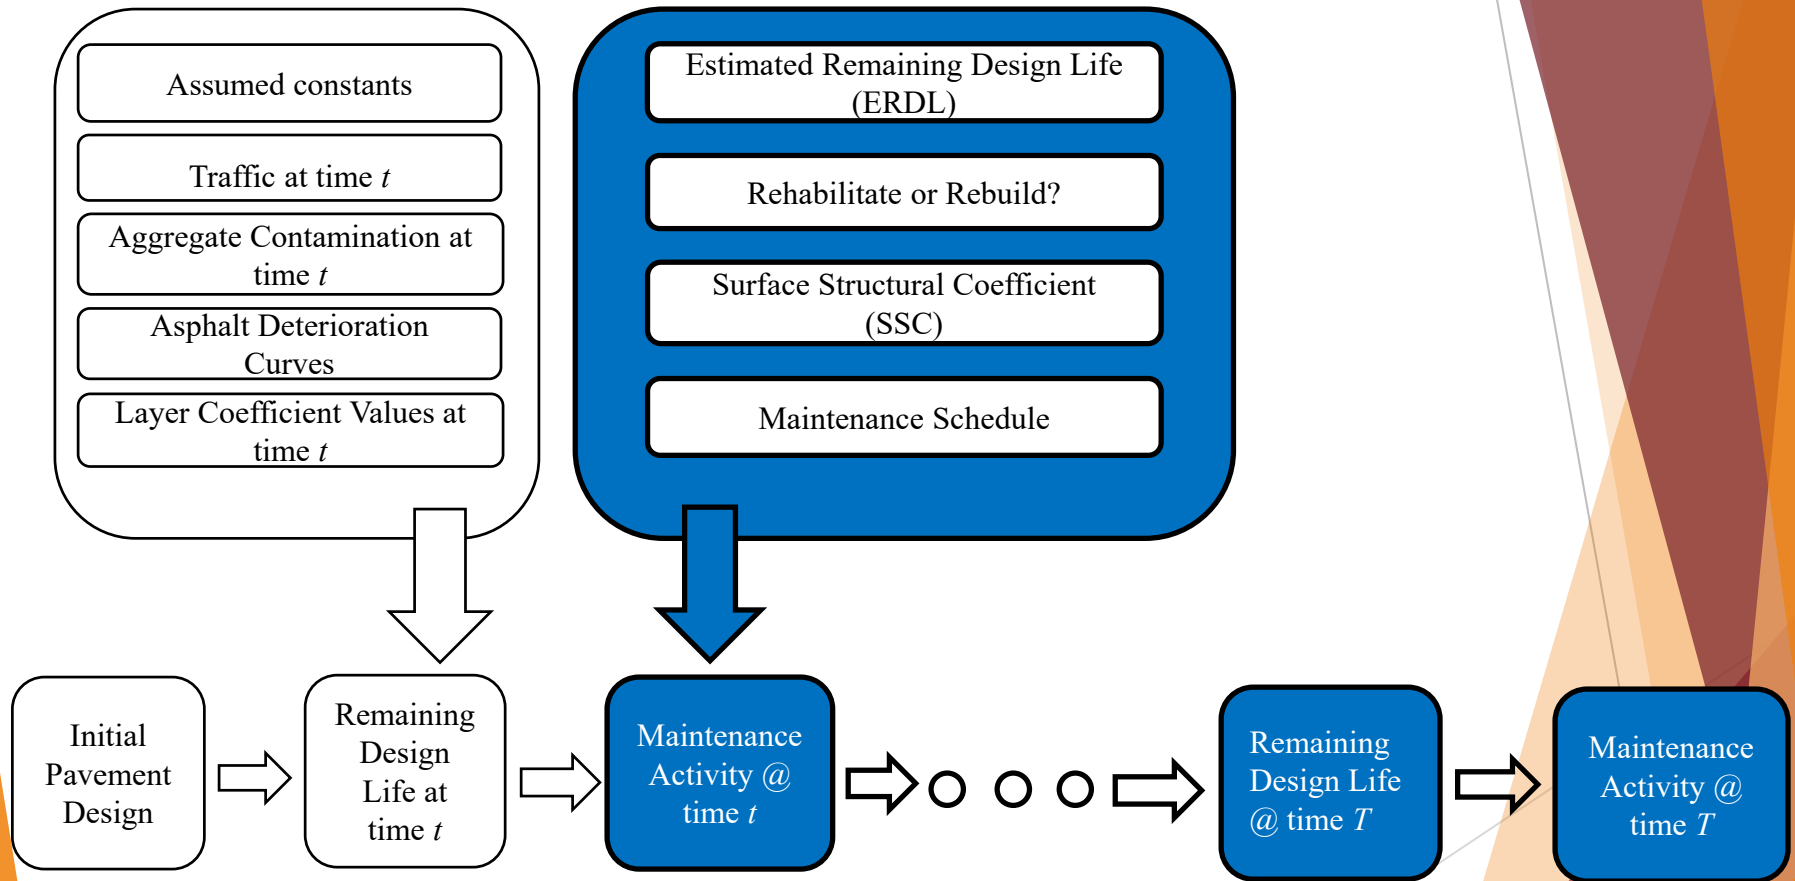 Assumed constants
Traffic at time t
Aggregate Contamination at
time t
Asphalt Deterioration
Curves
Layer Coefficient Values at
time t
Estimated Remaining Design Life
(ERDL)
Rehabilitate or Rebuild?
Surface Structural Coefficient
(SSC)
Maintenance Schedule
Initial
Pavement
Design
Remaining
Design
Life at
time t
Maintenance
Activity @
time t
Remaining
Design Life
@ time T
Maintenance
Activity @
time T